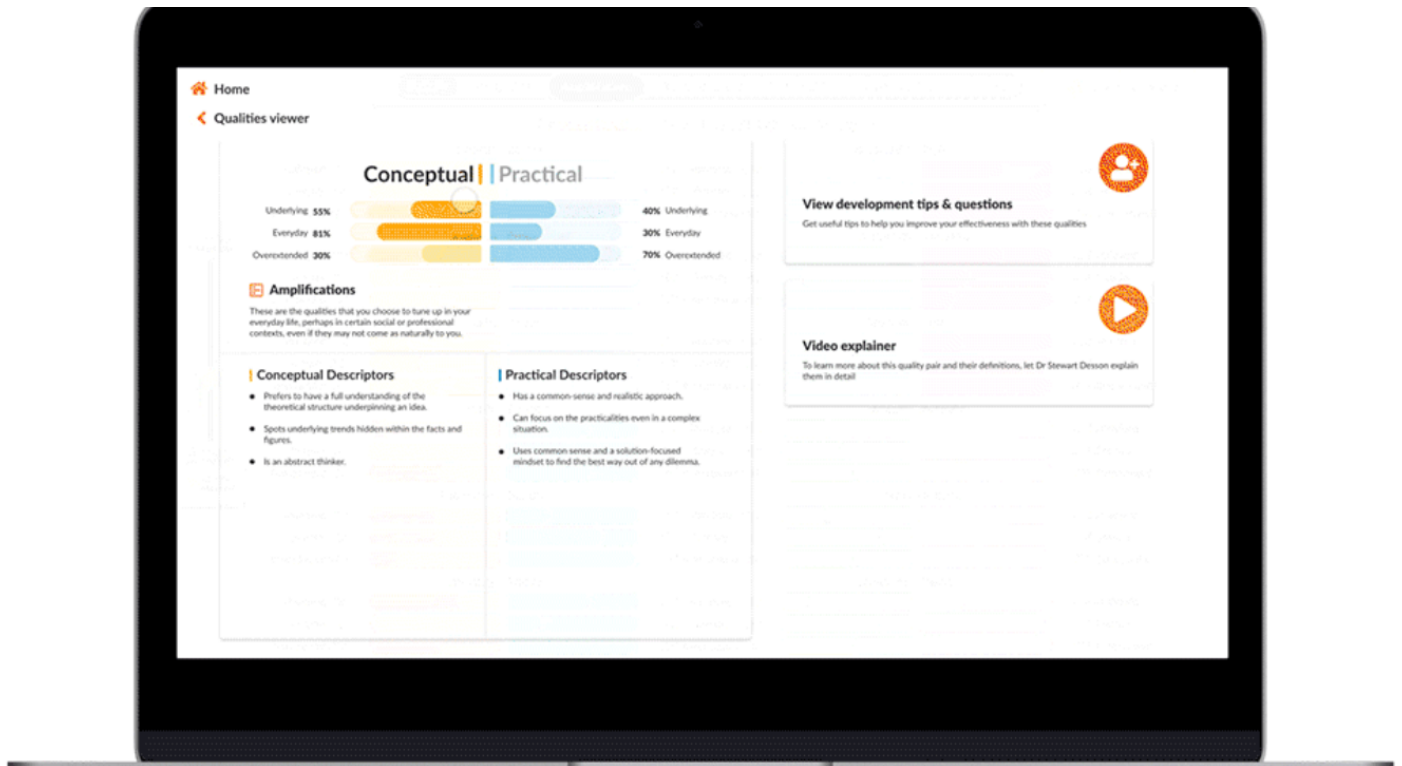 Home
Qualities viewer
Conceptual Practical
Underlying 55% 40% Underlying
Everyday 81% 30% Everyday
Overextended 30% 70% Overextended
Amplifications
These are the qualities that you choose to tune up in your
everyday life, perhaps in certain social or professional
contexts, even if they may not come as naturally to you.
Conceptual Descriptors
Prefers to have a full understanding of the
theoretical structure underpinning an idea.
Spots underlying trends hidden within the facts and
figures.
Is an abstract thinker.
Practical Descriptors
Has a common-sense and realistic approach.
Can focus on the practicalities even in a complex
situation.
Uses common sense and a solution-focused
mindset to find the best way out of any dilemma.
View development tips & questions
Get useful tips to help you improve your effectiveness with these qualities
Video explainer
To learn more about this quality pair and their definitions, let Dr Stewart Desson explain
them in detail